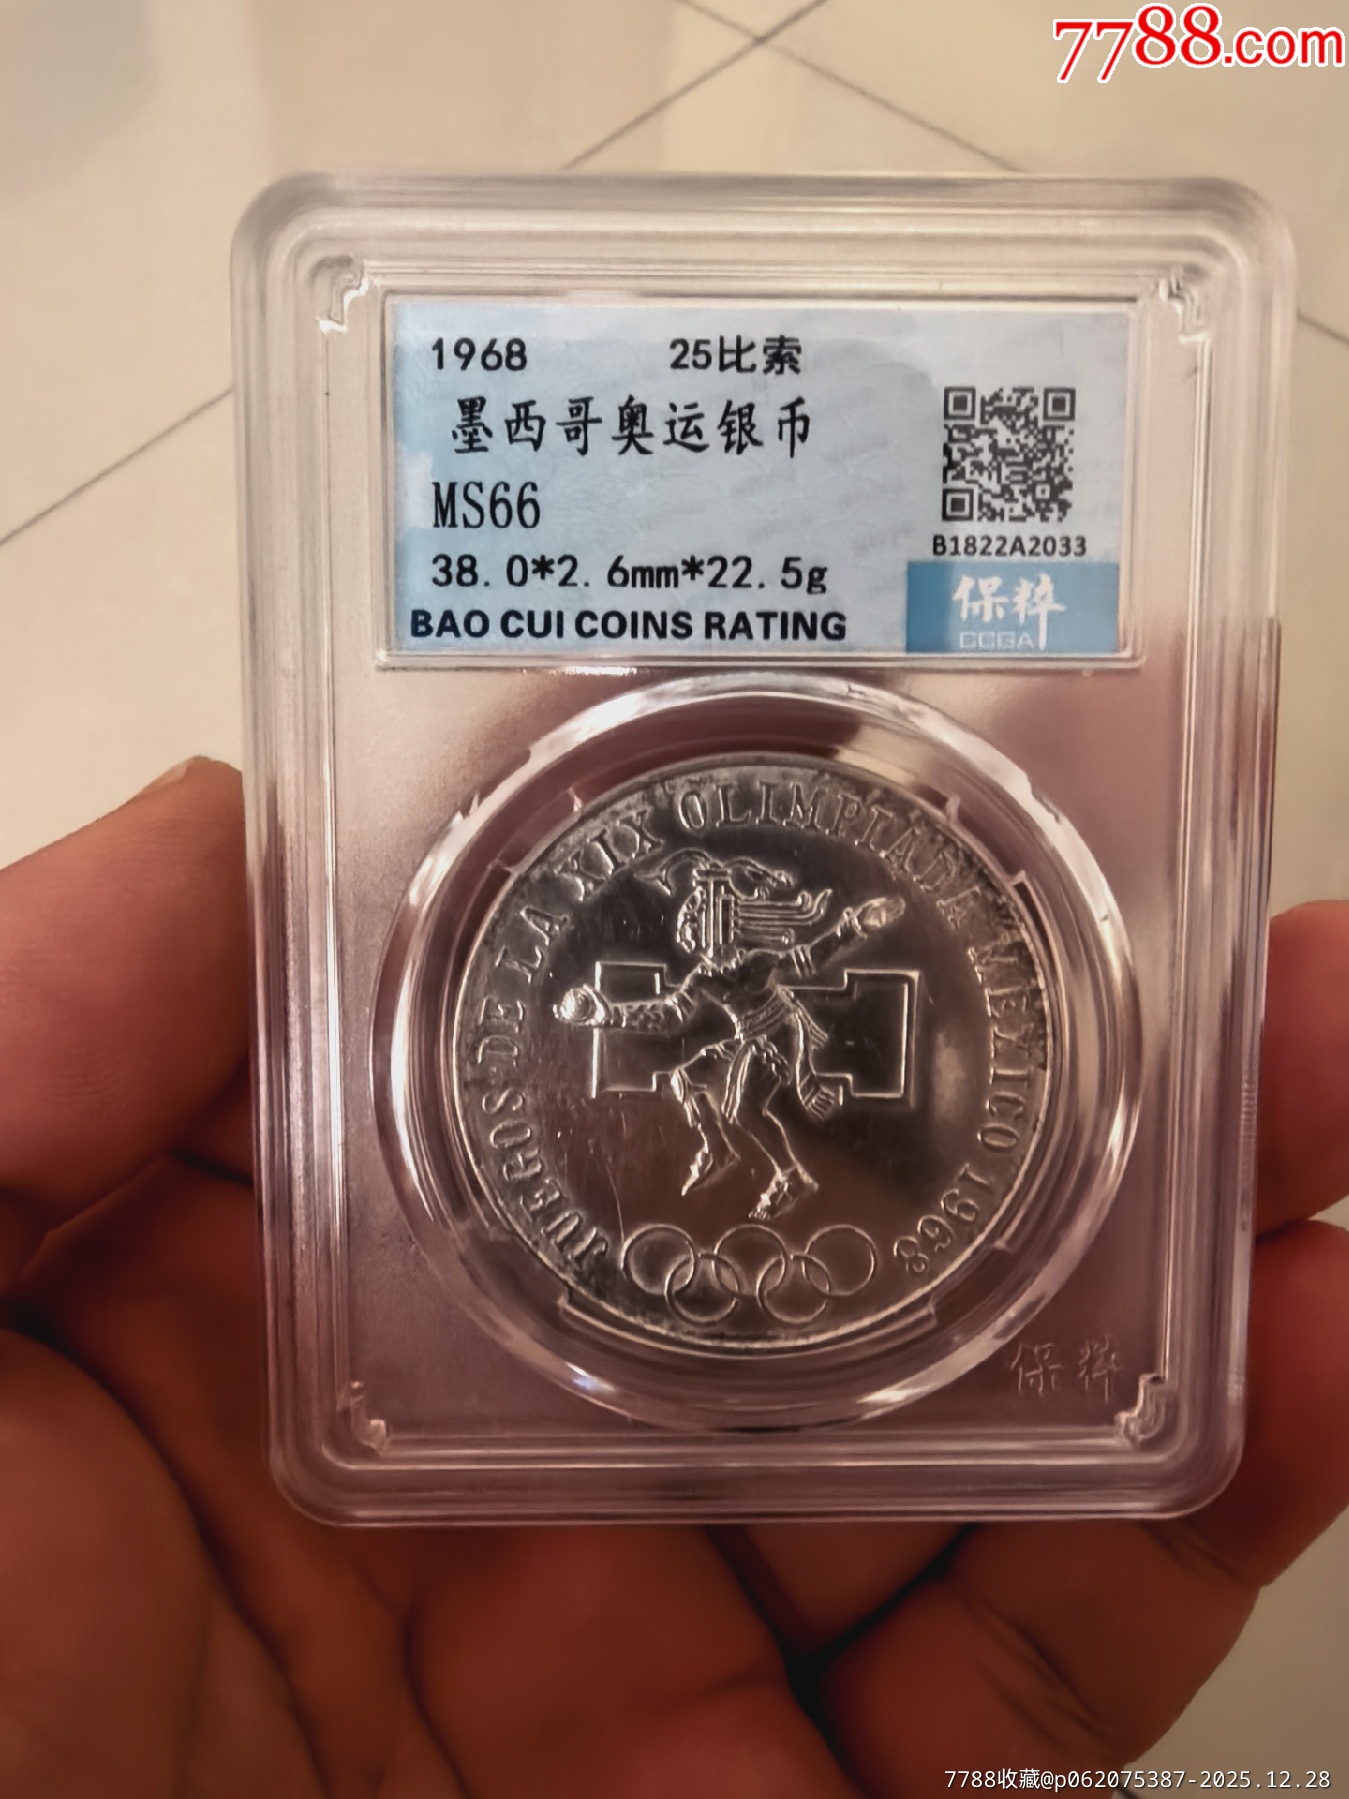 7788.com
1968 25比索
墨西哥奥运银币
MS66
38.0*2.6mm*22.5g
BAO CUI COINS RATING
B1822A2033
保粹
CCGA
JUEGOS DE LA XIX OLIMPIADA MEXICO 1968
保粹
7788收藏@p062075387-2025.12.28